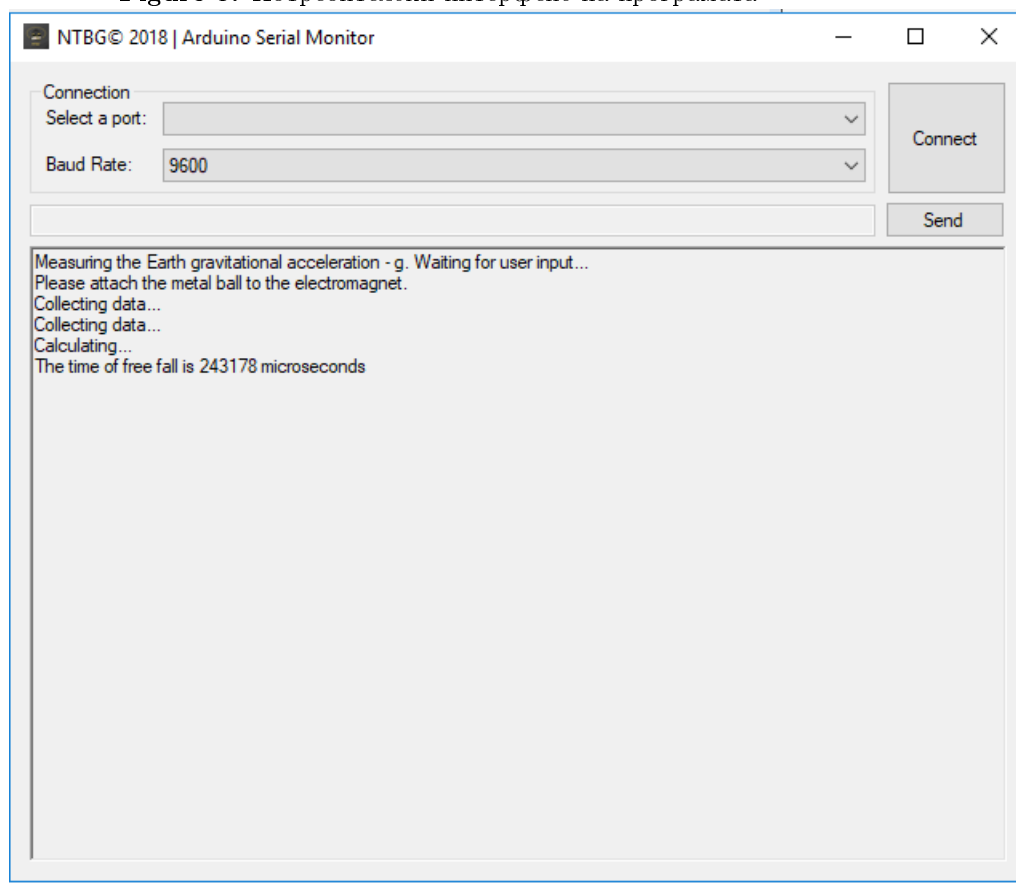 NTBG© 2018 | Arduino Serial Monitor
Connection
Select a port:
Connect
Baud Rate: 9600
Send
Measuring the Earth gravitational acceleration - g. Waiting for user input...
Please attach the metal ball to the electromagnet.
Collecting data...
Collecting data...
Calculating...
The time of free fall is 243178 microseconds